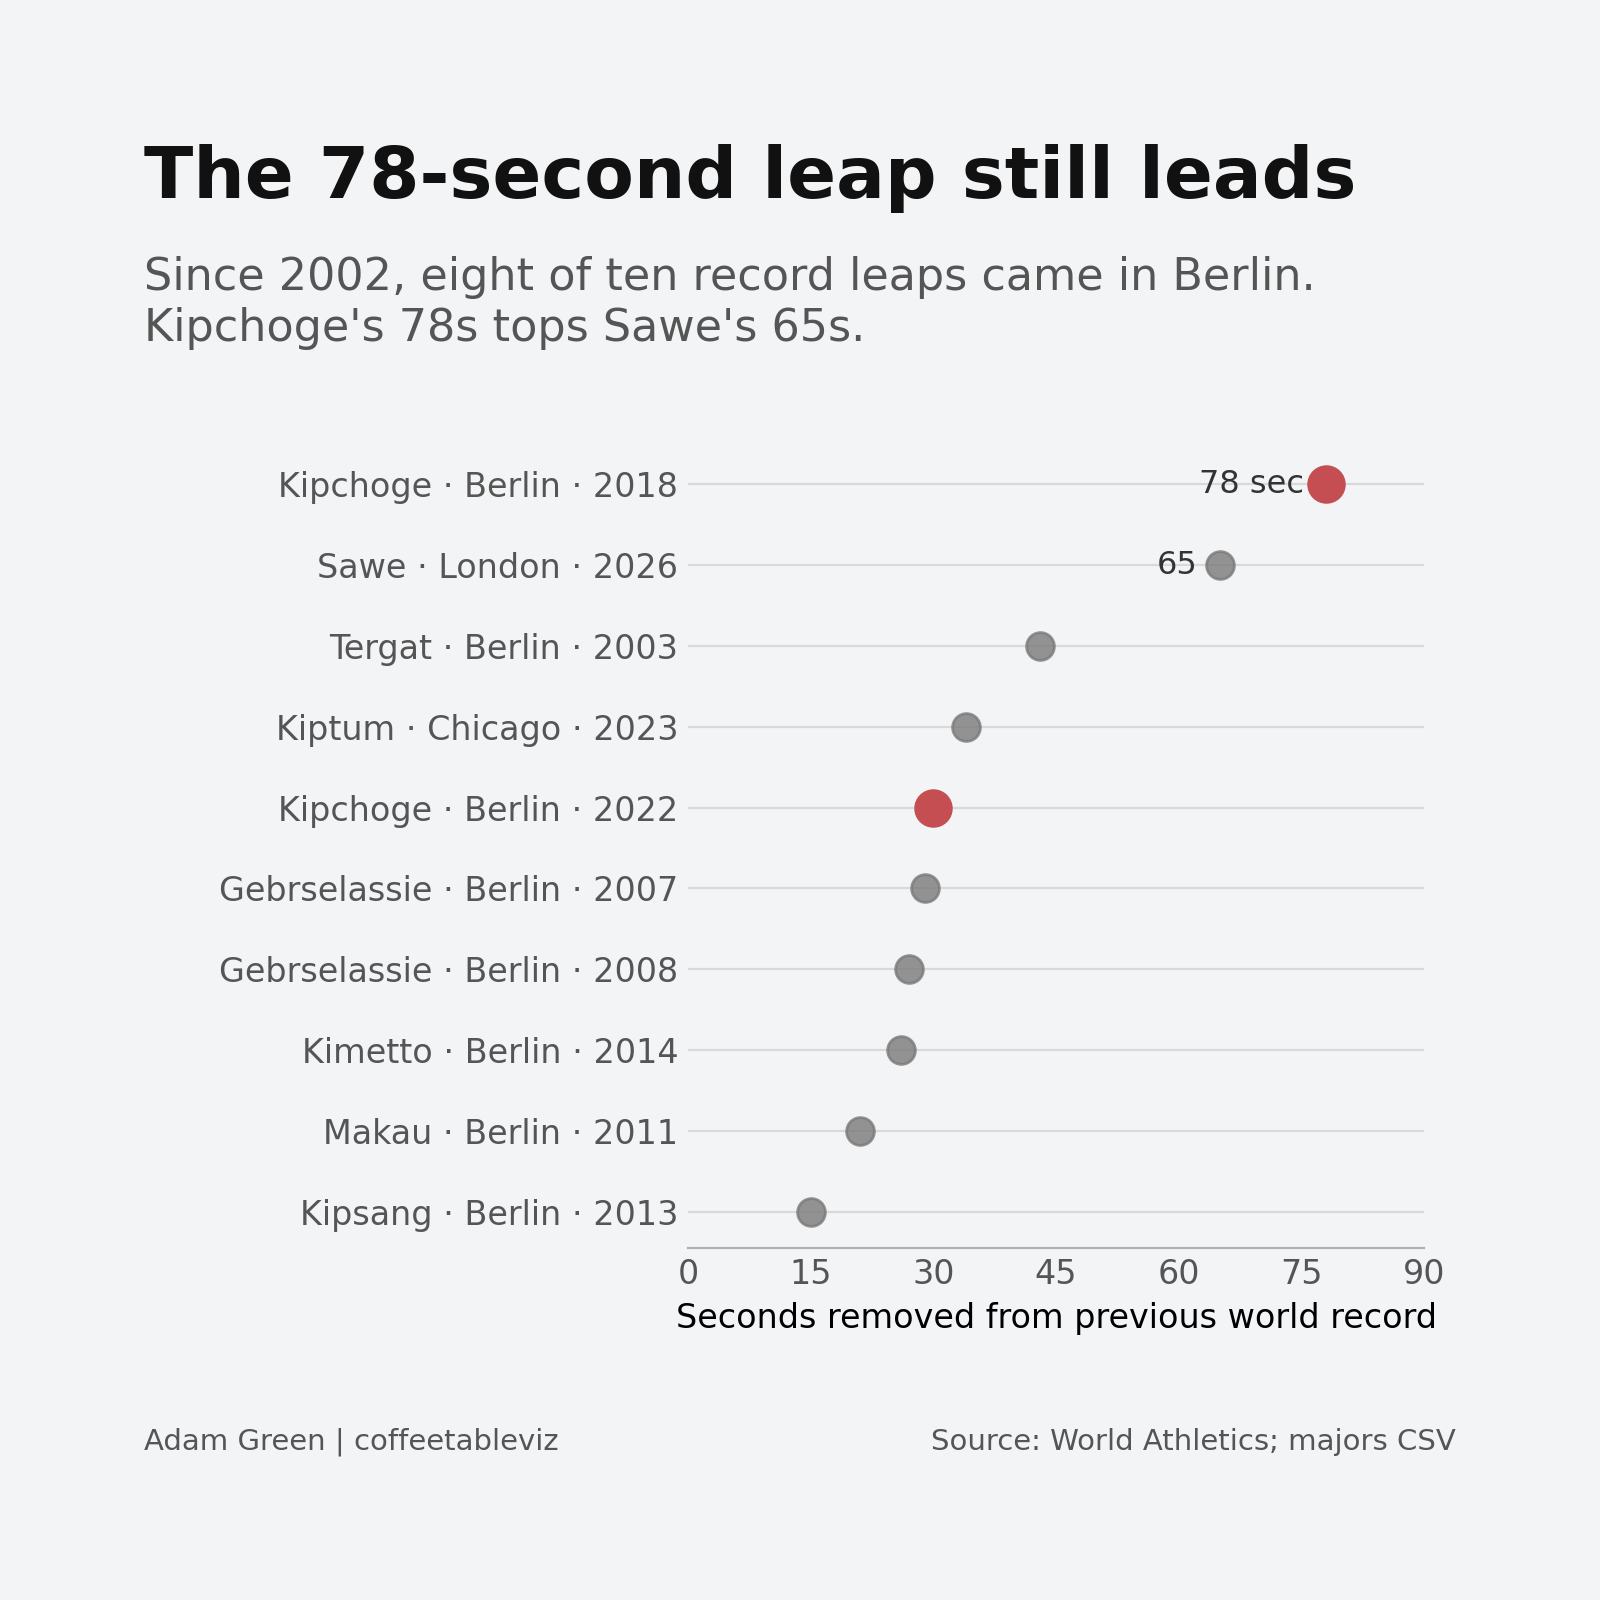 The 78-second leap still leads
Since 2002, eight of ten record leaps came in Berlin.
Kipchoge's 78s tops Sawe's 65s.
Kipchoge · Berlin · 2018
78 sec
Sawe · London · 2026
65
Tergat · Berlin · 2003
Kiptum · Chicago · 2023
Kipchoge · Berlin · 2022
Gebrselassie · Berlin · 2007
Gebrselassie · Berlin · 2008
Kimetto · Berlin · 2014
Makau · Berlin · 2011
Kipsang · Berlin · 2013
0 15 30 45 60 75 90
Seconds removed from previous world record
Adam Green | coffeetableviz
Source: World Athletics; majors CSV